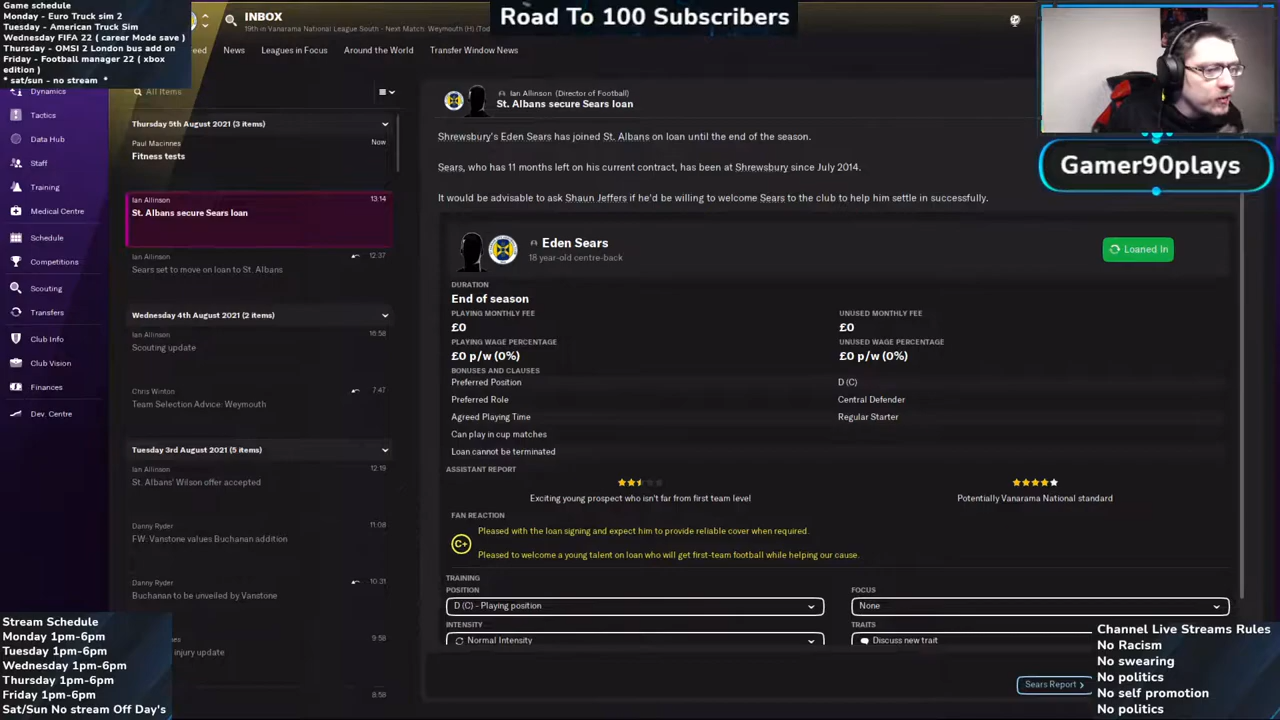 Game schedule
Monday - Euro Truck sim 2
Tuesday - American Truck Sim
Wednesday FIFA 22 ( career Mode save )
Thursday - OMSI 2 London bus add on
Friday - Football manager 22 ( xbox
edition )
* sat/sun - no stream *
INBOX
19th in Vanarama National League South - Next Match: Weymouth (H)
Road To 100 Subscribers
News
Leagues in Focus
Around the World
Transfer Window News
Gamer90plays
Dynamics
Tactics
Data Hub
Staff
Training
Medical Centre
Schedule
Competitions
Scouting
Transfers
Club Info
Club Vision
Finances
Dev. Centre
All Items
Thursday 5th August 2021 (3 items)
Paul Macinnes Now
Fitness tests
Ian Allinson 13:14
St. Albans secure Sears loan
Ian Allinson 12:37
Sears set to move on loan to St. Albans
Wednesday 4th August 2021 (2 items)
Ian Allinson 16:58
Scouting update
Chris Winton 7:47
Team Selection Advice: Weymouth
Tuesday 3rd August 2021 (5 items)
Ian Allinson 12:19
St. Albans' Wilson offer accepted
Danny Ryder 11:08
FW: Vanstone values Buchanan addition
Danny Ryder 10:31
Buchanan to be unveiled by Vanstone
9:58
injury update
8:59
Ian Allinson (Director of Football)
St. Albans secure Sears loan
Shrewsbury's Eden Sears has joined St. Albans on loan until the end of the season.
Sears, who has 11 months left on his current contract, has been at Shrewsbury since July 2014.
It would be advisable to ask Shaun Jeffers if he'd be willing to welcome Sears to the club to help him settle in successfully.
Eden Sears
18 year-old centre-back
Loaned In
DURATION
End of season
PLAYING MONTHLY FEE UNUSED MONTHLY FEE
£0 £0
PLAYING WAGE PERCENTAGE UNUSED WAGE PERCENTAGE
£0 p/w (0%) £0 p/w (0%)
BONUSES AND CLAUSES
Preferred Position D (C)
Preferred Role Central Defender
Agreed Playing Time Regular Starter
Can play in cup matches
Loan cannot be terminated
ASSISTANT REPORT
Exciting young prospect who isn't far from first team level Potentially Vanarama National standard
FAN REACTION
C+
Pleased with the loan signing and expect him to provide reliable cover when required.
Pleased to welcome a young talent on loan who will get first-team football while helping our cause.
TRAINING
POSITION FOCUS
D (C) - Playing position None
INTENSITY TRAITS
Normal Intensity Discuss new trait
Sears Report
Stream Schedule
Monday 1pm-6pm
Tuesday 1pm-6pm
Wednesday 1pm-6pm
Thursday 1pm-6pm
Friday 1pm-6pm
Sat/Sun No stream Off Day's
Channel Live Streams Rules
No Racism
No swearing
No politics
No self promotion
No politics